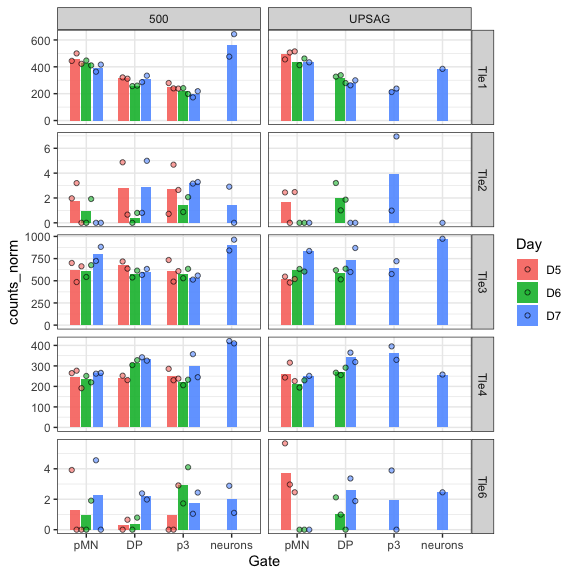 500 UPSAG
600
400
200
0
Tle1
6
4
2
0
Tle2
1000
750
500
250
0
Tle3
400
300
200
100
0
Tle4
4
2
0
Tle6
counts_norm
pMN DP p3 neurons pMN DP p3 neurons
Gate
Day
D5
D6
D7